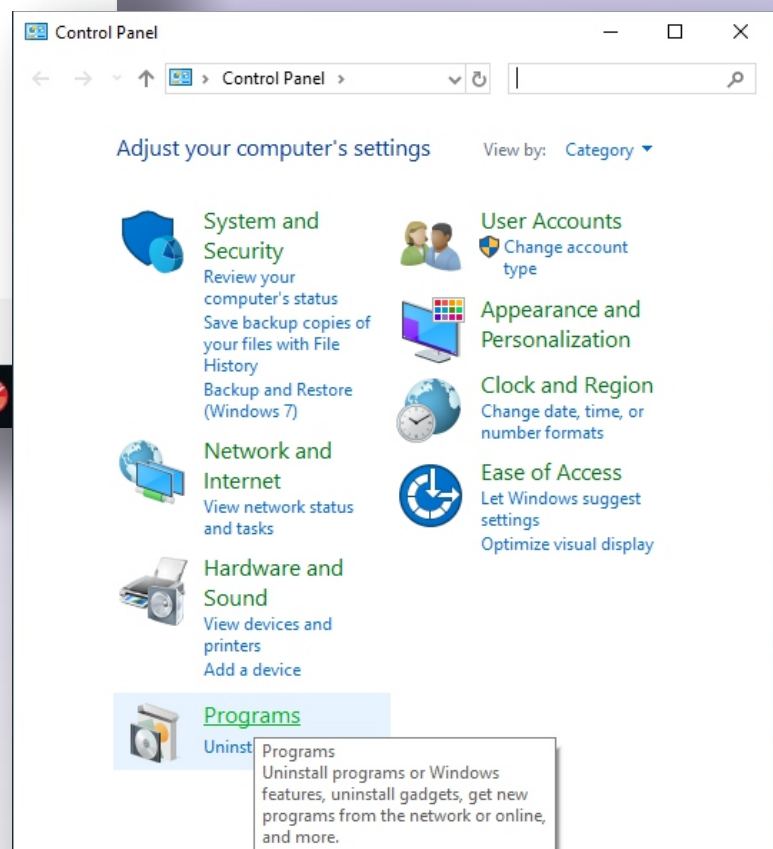 Control Panel
Control Panel
Adjust your computer's settings
View by: Category
System and
Security
Review your
computer's status
Save backup copies of
your files with File
History
Backup and Restore
(Windows 7)
Network and
Internet
View network status
and tasks
Hardware and
Sound
View devices and
printers
Add a device
Programs
Uninst
Programs
Uninstall programs or Windows
features, uninstall gadgets, get new
programs from the network or online,
and more.
User Accounts
Change account
type
Appearance and
Personalization
Clock and Region
Change date, time, or
number formats
Ease of Access
Let Windows suggest
settings
Optimize visual display